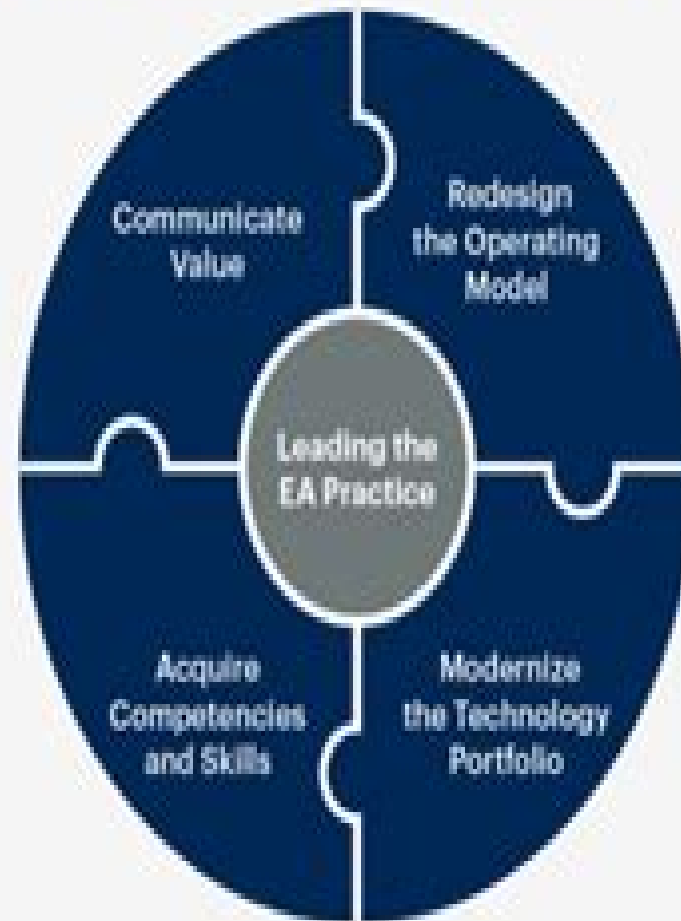 Communicate
Value
Redesign
the Operating
Model
Leading the
EA Practice
Acquire
Competencies
and Skills
Modernize
the Technology
Portfolio